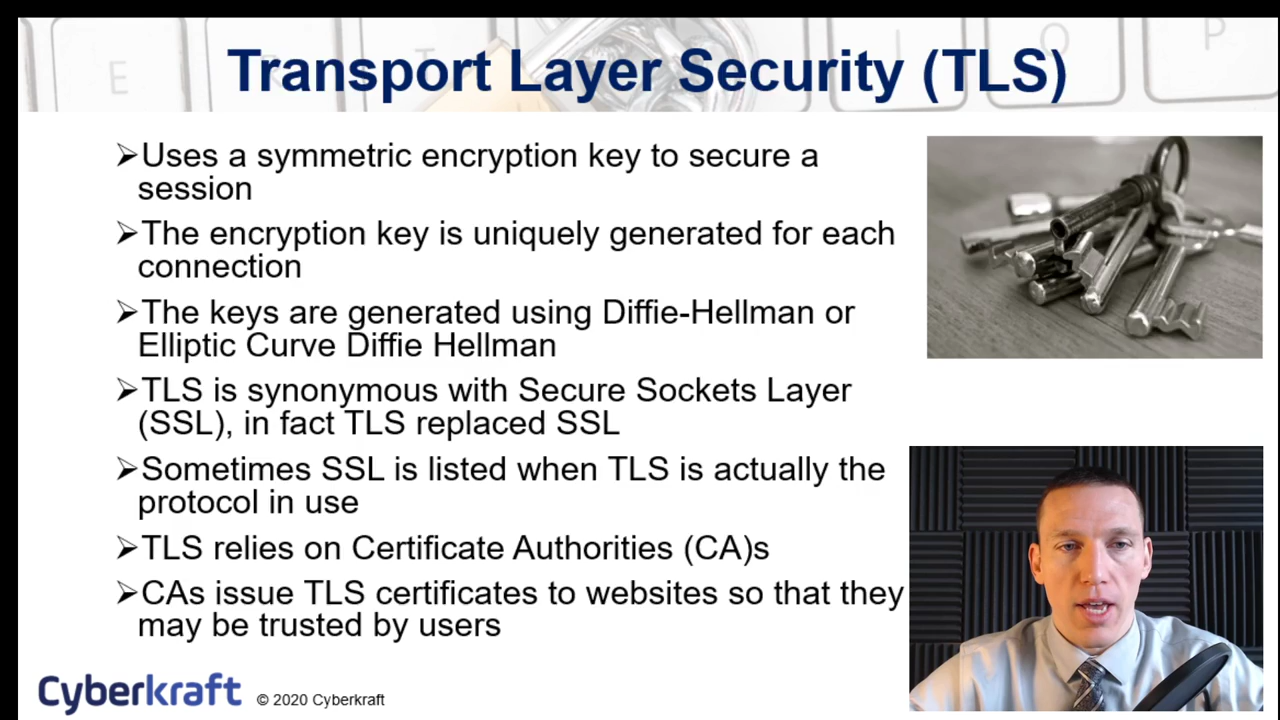 Transport Layer Security (TLS)
➢Uses a symmetric encryption key to secure a
session
➢The encryption key is uniquely generated for each
connection
➢The keys are generated using Diffie-Hellman or
Elliptic Curve Diffie Hellman
➢TLS is synonymous with Secure Sockets Layer
(SSL), in fact TLS replaced SSL
➢Sometimes SSL is listed when TLS is actually the
protocol in use
➢TLS relies on Certificate Authorities (CA)s
➢CAs issue TLS certificates to websites so that they
may be trusted by users
Cyberkraft © 2020 Cyberkraft